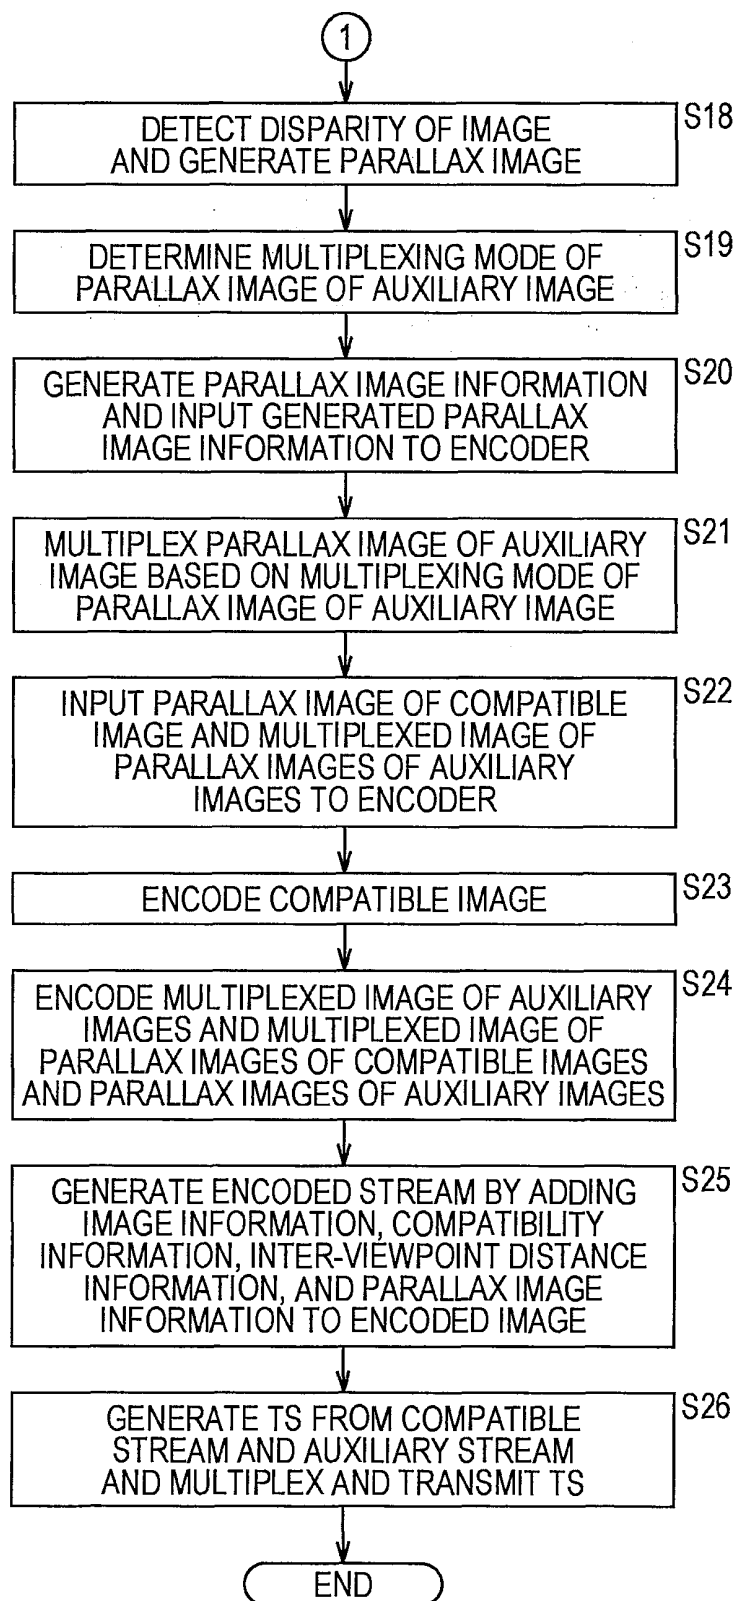 1
S18
DETECT DISPARITY OF IMAGE
AND GENERATE PARALLAX IMAGE
S19
DETERMINE MULTIPLEXING MODE OF
PARALLAX IMAGE OF AUXILIARY IMAGE
S20
GENERATE PARALLAX IMAGE INFORMATION
AND INPUT GENERATED PARALLAX
IMAGE INFORMATION TO ENCODER
S21
MULTIPLEX PARALLAX IMAGE OF AUXILIARY
IMAGE BASED ON MULTIPLEXING MODE OF
PARALLAX IMAGE OF AUXILIARY IMAGE
S22
INPUT PARALLAX IMAGE OF COMPATIBLE
IMAGE AND MULTIPLEXED IMAGE OF
PARALLAX IMAGES OF AUXILIARY
IMAGES TO ENCODER
S23
ENCODE COMPATIBLE IMAGE
S24
ENCODE MULTIPLEXED IMAGE OF AUXILIARY
IMAGES AND MULTIPLEXED IMAGE OF
PARALLAX IMAGES OF COMPATIBLE IMAGES
AND PARALLAX IMAGES OF AUXILIARY IMAGES
S25
GENERATE ENCODED STREAM BY ADDING
IMAGE INFORMATION, COMPATIBILITY
INFORMATION, INTER-VIEWPOINT DISTANCE
INFORMATION, AND PARALLAX IMAGE
INFORMATION TO ENCODED IMAGE
S26
GENERATE TS FROM COMPATIBLE
STREAM AND AUXILIARY STREAM
AND MULTIPLEX AND TRANSMIT TS
END